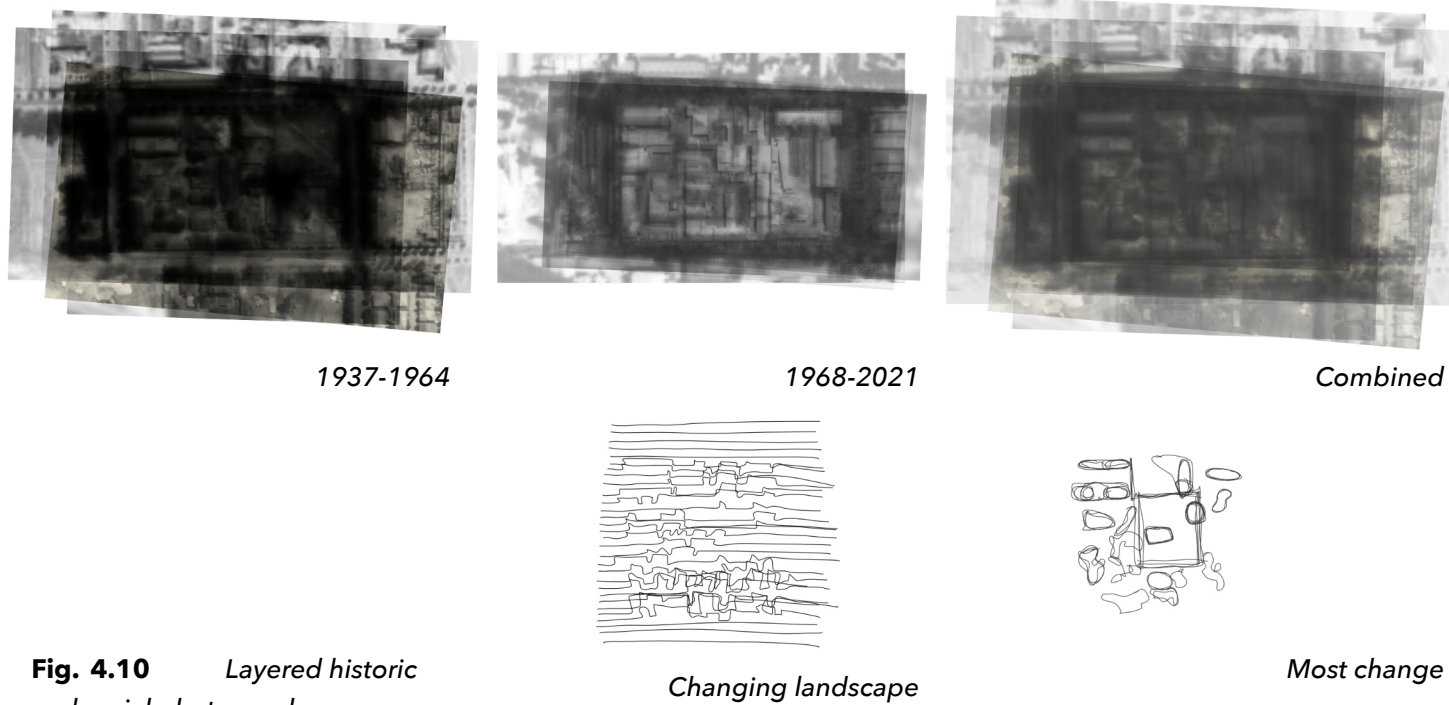 1937-1964
1968-2021
Combined
Fig. 4.10 Layered historic
Changing landscape
Most change